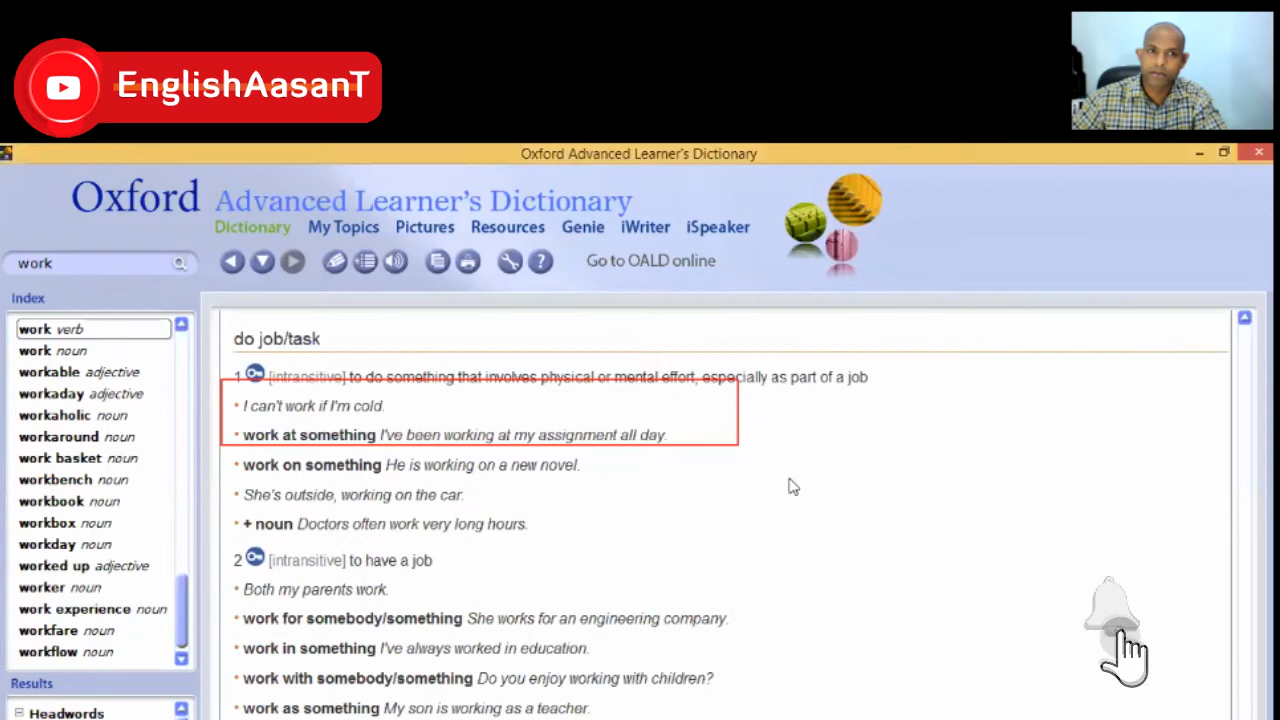 EnglishAasanT
Oxford Advanced Learner's Dictionary
Oxford Advanced Learner's Dictionary
Dictionary My Topics Pictures Resources Genie iWriter iSpeaker
work
Go to OALD online
Index
work verb
work noun
workable adjective
workaday adjective
workaholic noun
workaround noun
work basket noun
workbench noun
workbook noun
workbox noun
workday noun
worked up adjective
worker noun
work experience noun
workfare noun
workflow noun
Results
Headwords
do job/task
1 [intransitive] to do something that involves physical or mental effort, especially as part of a job
• I can't work if I'm cold.
• work at something I've been working at my assignment all day.
• work on something He is working on a new novel.
• She's outside, working on the car.
• + noun Doctors often work very long hours.
2 [intransitive] to have a job
• Both my parents work.
• work for somebody/something She works for an engineering company.
• work in something I've always worked in education.
• work with somebody/something Do you enjoy working with children?
• work as something My son is working as a teacher.